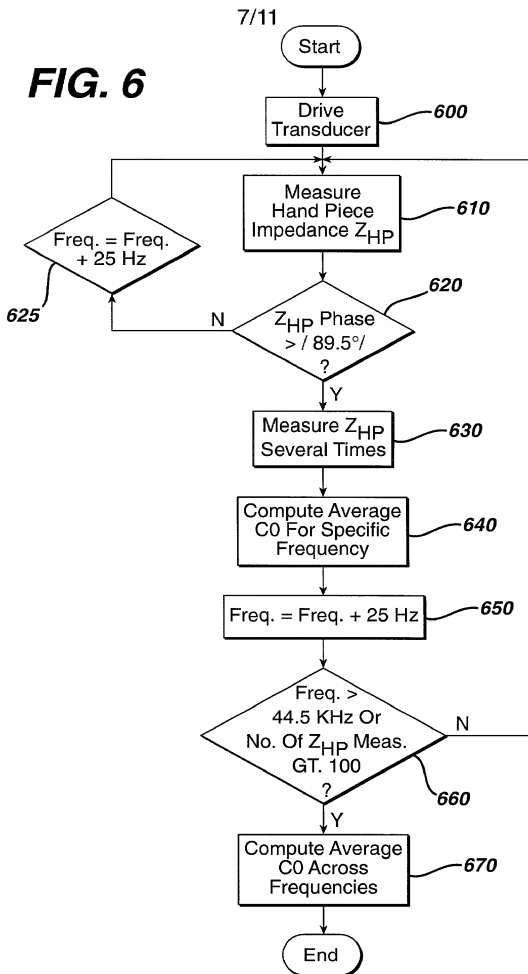 7/11
FIG. 6
Start
Drive
Transducer
600
Measure
Hand Piece
Impedance ZHP
610
Freq. = Freq.
+ 25 Hz
625
N
620
ZHP Phase
> / 89.5°/
?
Y
Measure ZHP
Several Times
630
Compute Average
C0 For Specific
Frequency
640
Freq. = Freq. + 25 Hz
650
Freq. >
44.5 KHz Or
No. Of ZHP Meas.
GT. 100
?
N
660
Y
Compute Average
C0 Across
Frequencies
670
End